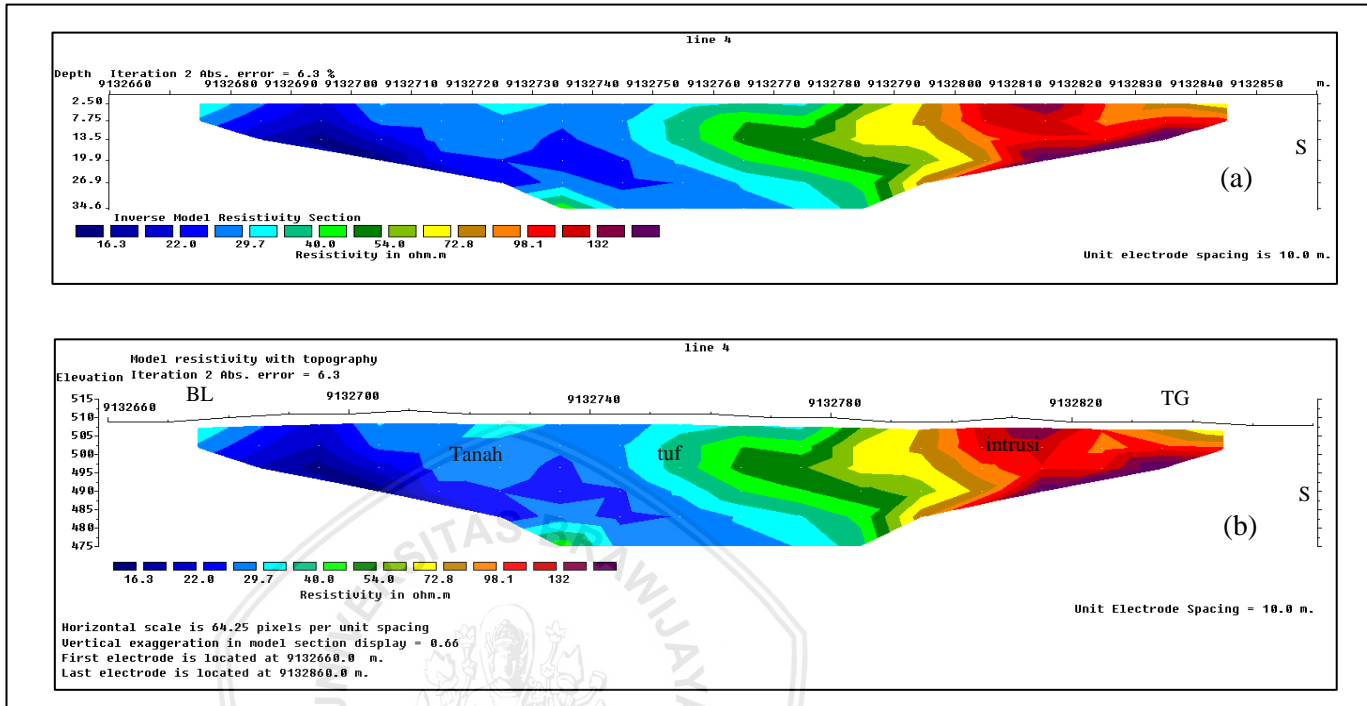 line 4
Depth Iteration 2 Abs. error = 6.3 %
9132660 9132680 9132690 9132700 9132710 9132720 9132730 9132740 9132750 9132760 9132770 9132780 9132790 9132800 9132810 9132820 9132830 9132840 9132850 m.
2.50
7.75
13.5
19.9
26.9
34.6
S
(a)
Inverse Model Resistivity Section
16.3 22.0 29.7 40.0 54.0 72.8 98.1 132
Resistivity in ohm.m
Unit electrode spacing is 10.0 m.
line 4
Model resistivity with topography
Iteration 2 Abs. error = 6.3
Elevation
BL
TG
9132660 9132700 9132740 9132780 9132820
515
510
505
500
495
490
485
480
475
Tanah tuf intrusi
S
(b)
16.3 22.0 29.7 40.0 54.0 72.8 98.1 132
Resistivity in ohm.m
Unit Electrode Spacing = 10.0 m.
Horizontal scale is 64.25 pixels per unit spacing
Vertical exaggeration in model section display = 0.66
First electrode is located at 9132660.0 m.
Last electrode is located at 9132860.0 m.
UNIVERSITAS BRAWIJAYA